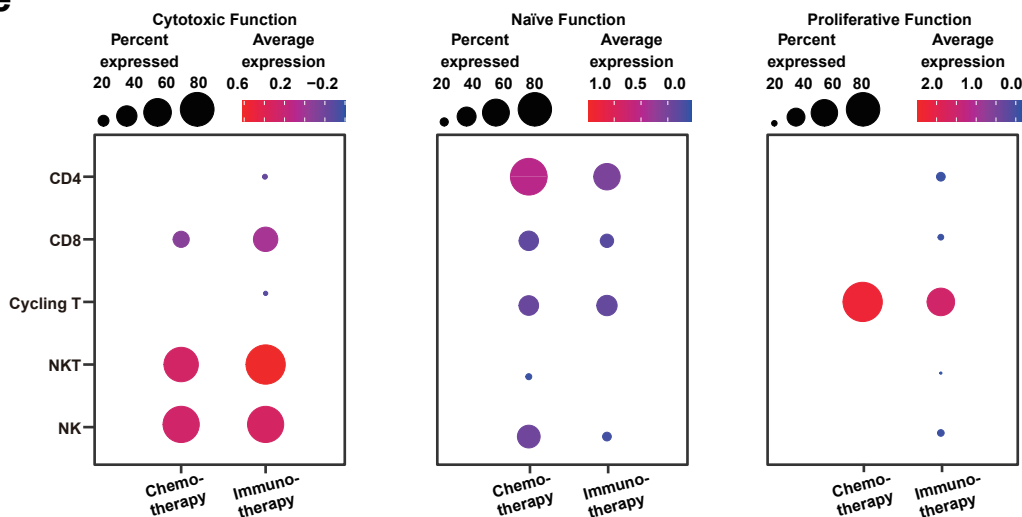 Cytotoxic Function
Percent expressed
20 40 60 80
Average expression
0.6 0.2 −0.2
Naïve Function
Percent expressed
20 40 60 80
Average expression
1.0 0.5 0.0
Proliferative Function
Percent expressed
20 40 60 80
Average expression
2.0 1.0 0.0
CD4
CD8
Cycling T
NKT
NK
Chemo-
therapy
Immuno-
therapy
Chemo-
therapy
Immuno-
therapy
Chemo-
therapy
Immuno-
therapy